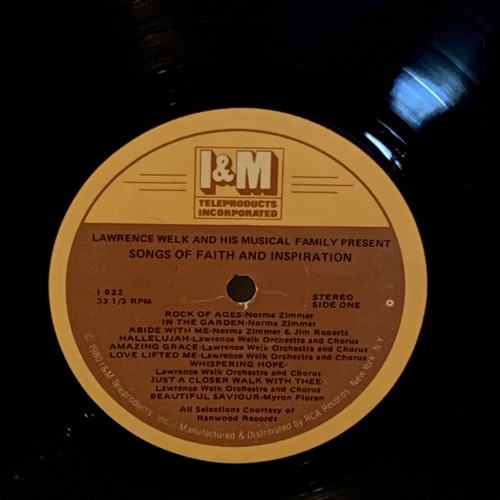 I&M
TELEPRODUCTS
INCORPORATED
LAWRENCE WELK AND HIS MUSICAL FAMILY PRESENT
SONGS OF FAITH AND INSPIRATION
I 022
33 1/3 RPM
STEREO
SIDE ONE
ROCK OF AGES-Norma Zimmer
IN THE GARDEN-Norma Zimmer
ABIDE WITH ME-Norma Zimmer & Jim Roberts
HALLELUJAH-Lawrence Welk Orchestra and Chorus
AMAZING GRACE-Lawrence Welk Orchestra and Chorus
LOVE LIFTED ME-Lawrence Welk Orchestra and Chorus
WHISPERING HOPE-
Lawrence Welk Orchestra and Chorus
JUST A CLOSER WALK WITH THEE-
Lawrence Welk Orchestra and Chorus
BEAUTIFUL SAVIOUR-Myron Floren
All Selections Courtesy of
Ranwood Records
© 1980 I&M Teleproducts, Inc. / Manufactured & Distributed by RCA Records, New York, N.Y.